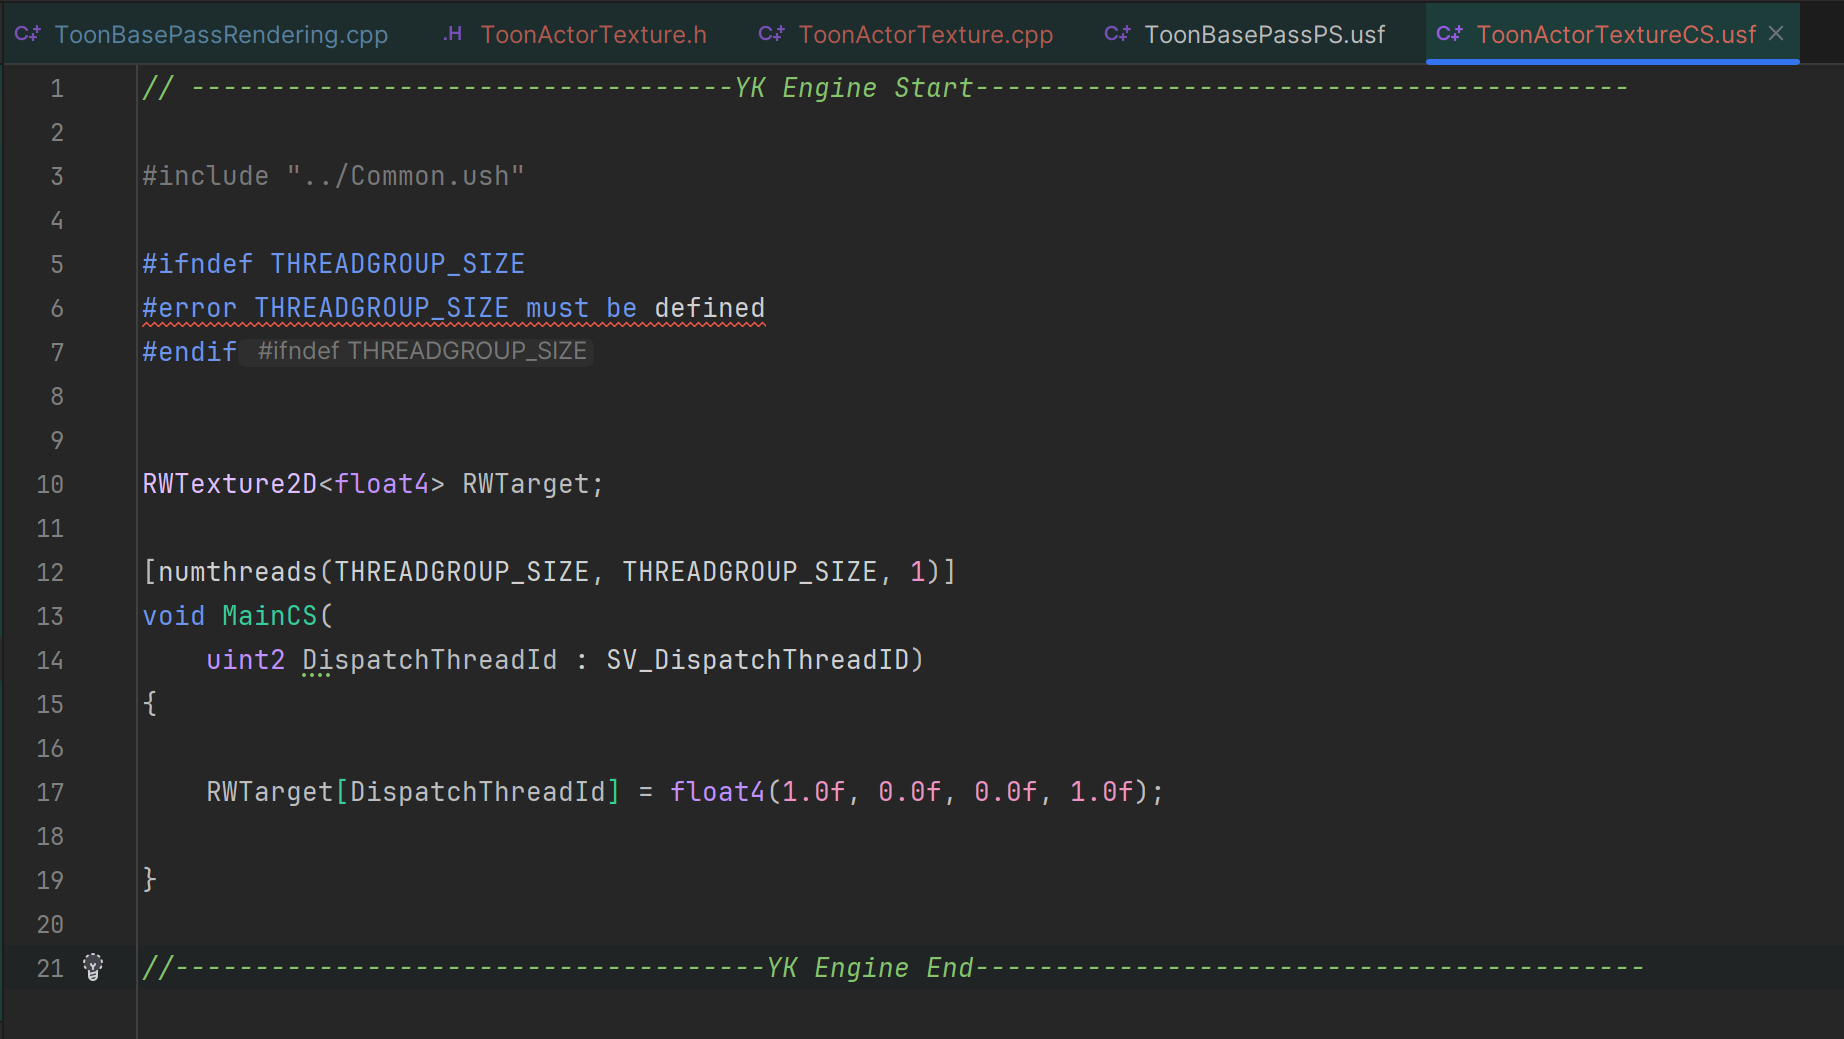 C++ ToonBasePassRendering.cpp .H ToonActorTexture.h C++ ToonActorTexture.cpp C++ ToonBasePassPS.usf C++ ToonActorTextureCS.usf
1 // ----------------------------------YK Engine Start-----------------------------------------
2
3 #include "../Common.ush"
4
5 #ifndef THREADGROUP_SIZE
6 #error THREADGROUP_SIZE must be defined
7 #endif #ifndef THREADGROUP_SIZE
8
9
10 RWTexture2D<float4> RWTarget;
11
12 [numthreads(THREADGROUP_SIZE, THREADGROUP_SIZE, 1)]
13 void MainCS(
14     uint2 DispatchThreadId : SV_DispatchThreadID)
15 {
16
17     RWTarget[DispatchThreadId] = float4(1.0f, 0.0f, 0.0f, 1.0f);
18
19 }
20
21 //-------------------------------------YK Engine End------------------------------------------